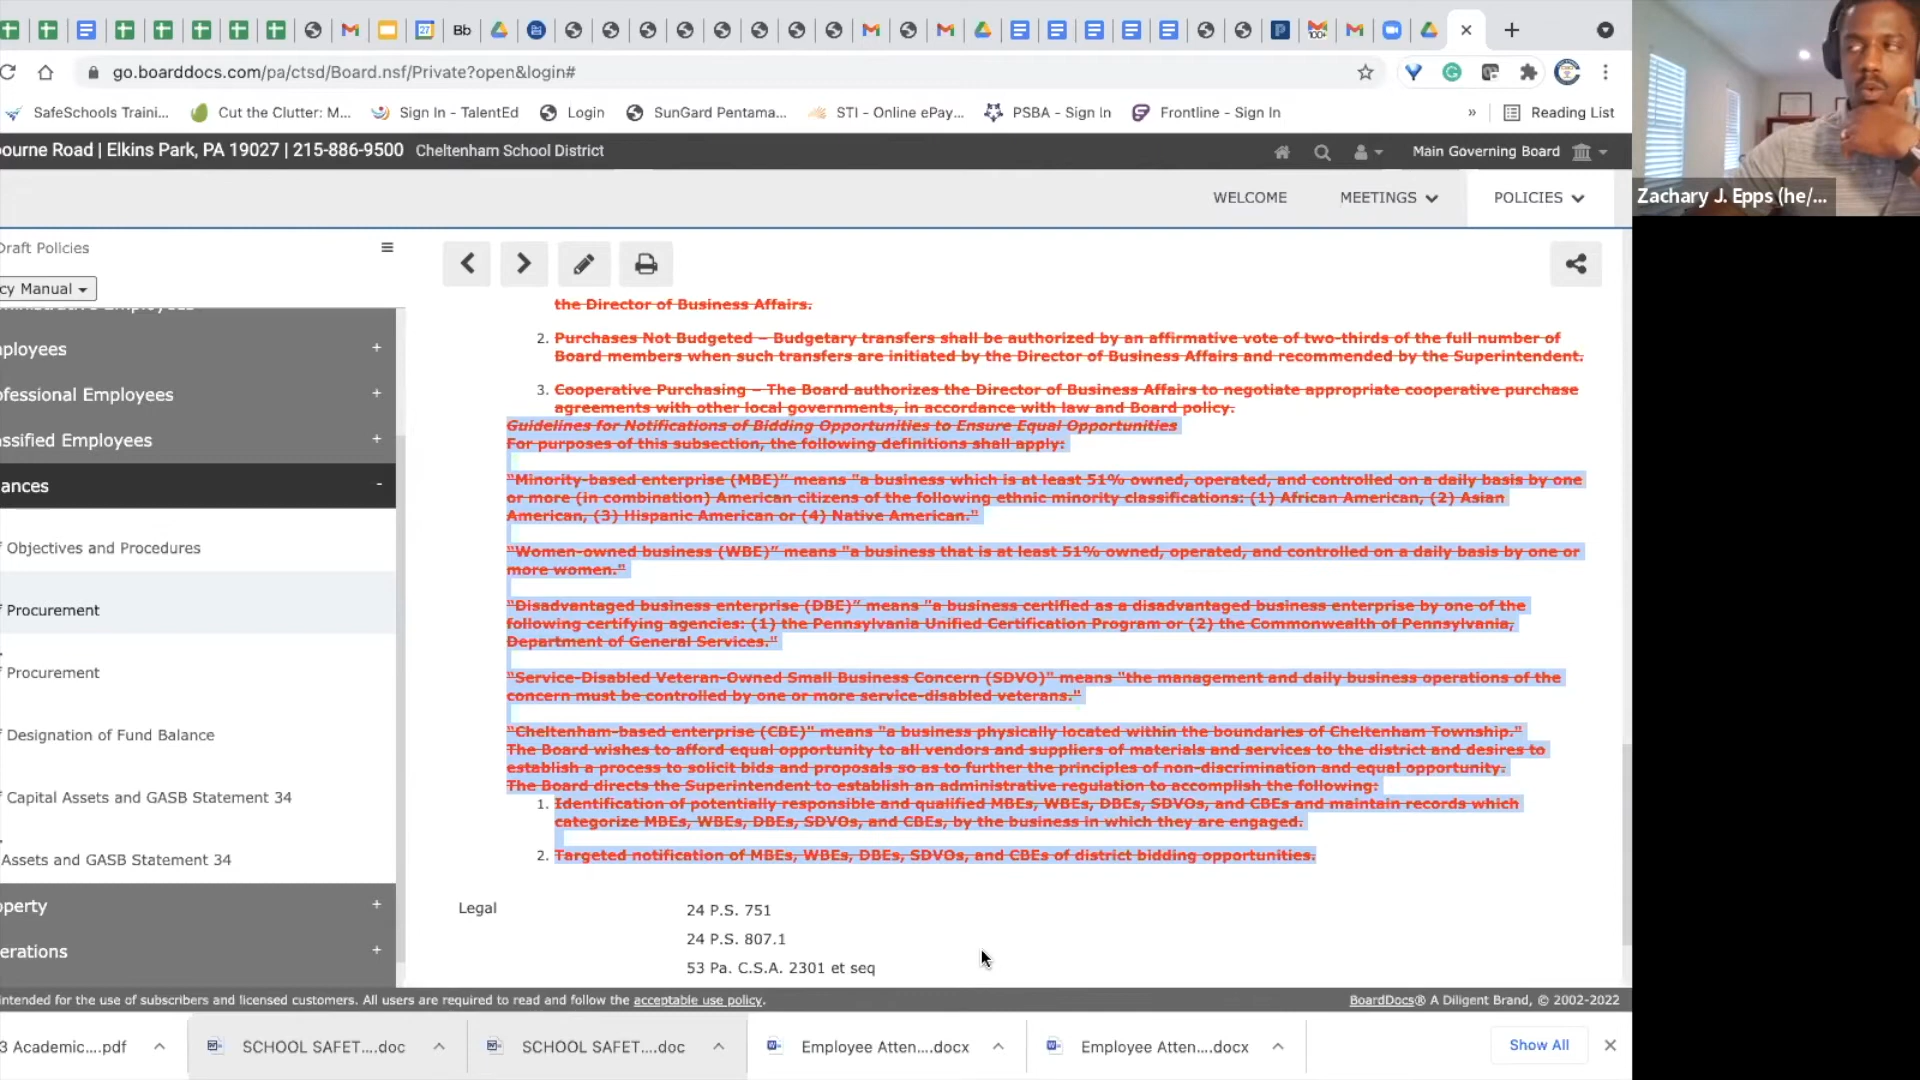 27
Bb
100+
go.boarddocs.com/pa/ctsd/Board.nsf/Private?open&login#
SafeSchools Traini...
Cut the Clutter: M...
Sign In - TalentEd
Login
SunGard Pentama...
STI - Online ePay...
PSBA - Sign In
Frontline - Sign In
»
Reading List
ourne Road | Elkins Park, PA 19027 | 215-886-9500 Cheltenham School District
Main Governing Board
WELCOME
MEETINGS
POLICIES
Zachary J. Epps (he/...
Draft Policies
cy Manual
ministrative Employees
ployees +
ofessional Employees +
assified Employees +
ances -
f Objectives and Procedures
f Procurement
f Procurement
f Designation of Fund Balance
f Capital Assets and GASB Statement 34
Assets and GASB Statement 34
operty +
erations +
the Director of Business Affairs.
2. Purchases Not Budgeted – Budgetary transfers shall be authorized by an affirmative vote of two-thirds of the full number of
Board members when such transfers are initiated by the Director of Business Affairs and recommended by the Superintendent.
3. Cooperative Purchasing – The Board authorizes the Director of Business Affairs to negotiate appropriate cooperative purchase
agreements with other local governments, in accordance with law and Board policy.
Guidelines for Notifications of Bidding Opportunities to Ensure Equal Opportunities
For purposes of this subsection, the following definitions shall apply:
“Minority-based enterprise (MBE)” means "a business which is at least 51% owned, operated, and controlled on a daily basis by one
or more (in combination) American citizens of the following ethnic minority classifications: (1) African American, (2) Asian
American, (3) Hispanic American or (4) Native American."
“Women-owned business (WBE)” means "a business that is at least 51% owned, operated, and controlled on a daily basis by one or
more women."
“Disadvantaged business enterprise (DBE)” means "a business certified as a disadvantaged business enterprise by one of the
following certifying agencies: (1) the Pennsylvania Unified Certification Program or (2) the Commonwealth of Pennsylvania,
Department of General Services."
"Service-Disabled Veteran-Owned Small Business Concern (SDVO)" means "the management and daily business operations of the
concern must be controlled by one or more service-disabled veterans."
"Cheltenham-based enterprise (CBE)" means "a business physically located within the boundaries of Cheltenham Township."
The Board wishes to afford equal opportunity to all vendors and suppliers of materials and services to the district and desires to
establish a process to solicit bids and proposals so as to further the principles of non-discrimination and equal opportunity.
The Board directs the Superintendent to establish an administrative regulation to accomplish the following:
1. Identification of potentially responsible and qualified MBEs, WBEs, DBEs, SDVOs, and CBEs and maintain records which
categorize MBEs, WBEs, DBEs, SDVOs, and CBEs, by the business in which they are engaged.
2. Targeted notification of MBEs, WBEs, DBEs, SDVOs, and CBEs of district bidding opportunities.
Legal
24 P.S. 751
24 P.S. 807.1
53 Pa. C.S.A. 2301 et seq
intended for the use of subscribers and licensed customers. All users are required to read and follow the acceptable use policy.
BoardDocs® A Diligent Brand, © 2002-2022
3 Academic....pdf
SCHOOL SAFET....doc
SCHOOL SAFET....doc
Employee Atten....docx
Employee Atten....docx
Show All